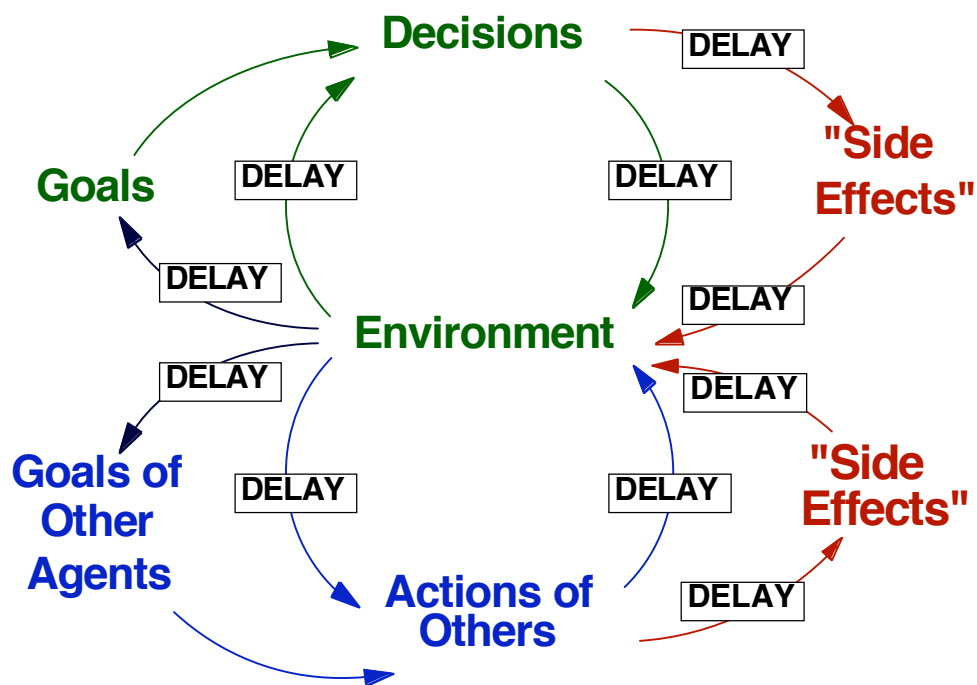 Decisions
DELAY
"Side
Effects"
DELAY
DELAY
Goals
DELAY
DELAY
Environment
DELAY
DELAY
Goals of
Other
Agents
DELAY
DELAY
"Side
Effects"
Actions of
Others
DELAY